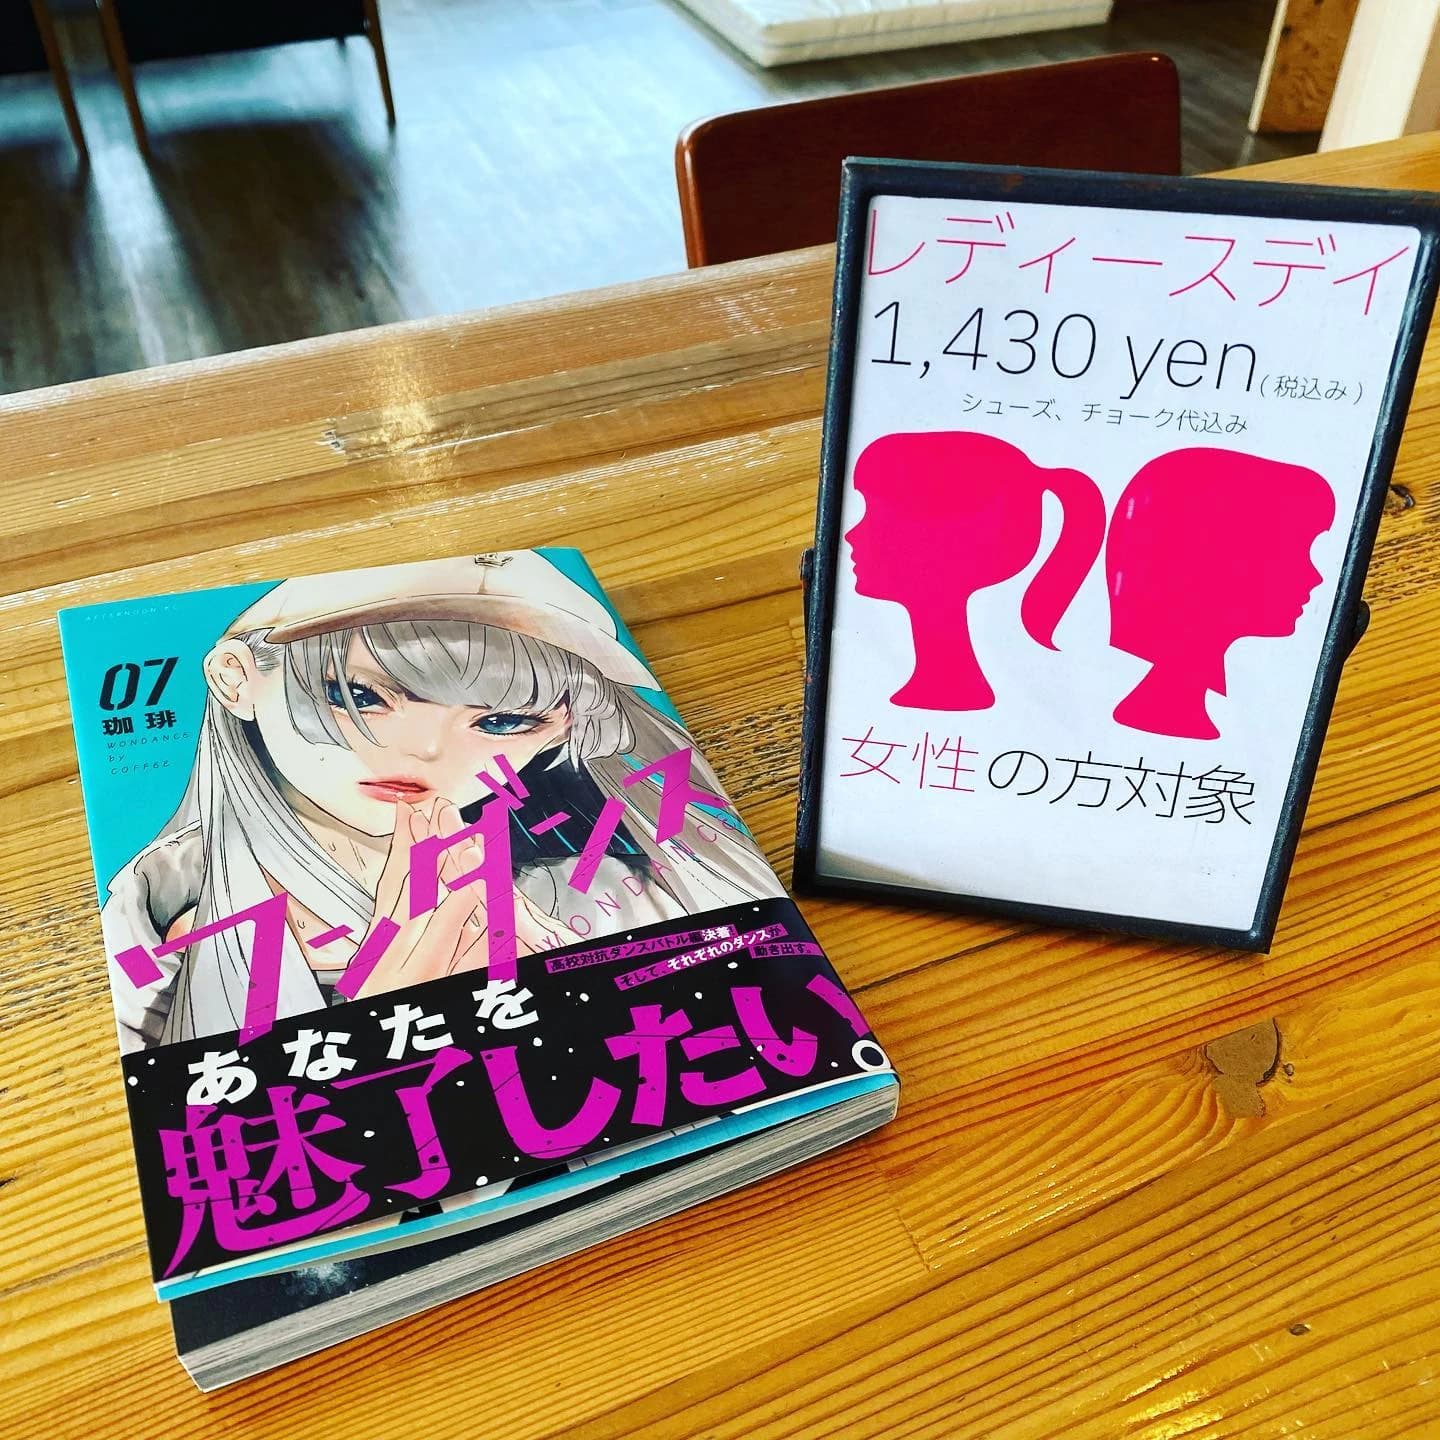 AFTERNOON KC
07
珈琲
WONDANCE
by
COFFEE
ワンダンス
WONDANCE
高校対抗ダンスバトル編決着!
そして、それぞれのダンスが
動き出す。
あなたを
魅了したい。
レディースデイ
1,430 yen(税込み)
シューズ、チョーク代込み
女性の方対象